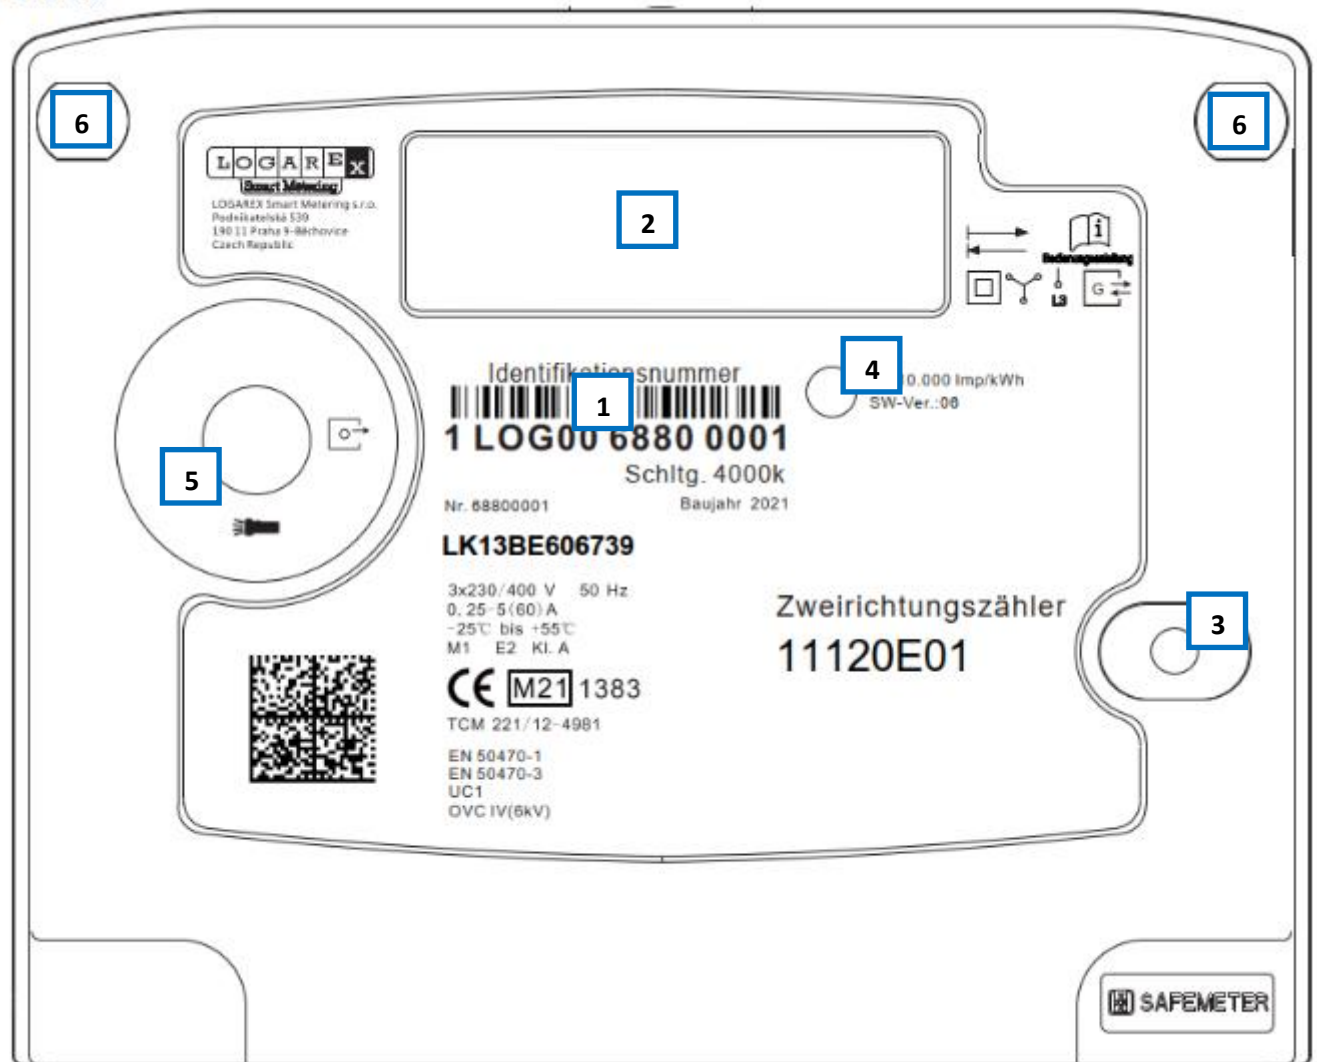 6
6
LOGAREX
Smart Metering
LOGAREX Smart Metering s.r.o.
Podnikatelská 539
190 11 Praha 9-Běchovice
Czech Republic
2
i
Bedienungsanleitung
L3
G
4
10.000 Imp/kWh
SW-Ver.:06
Identifikationsnummer
1
1 LOG00 6880 0001
Schltg. 4000k
Nr. 68800001
Baujahr 2021
5
LK13BE606739
3x230/400 V 50 Hz
0.25-5(60)A
-25℃ bis +55℃
M1 E2 Kl. A
CE M21 1383
TCM 221/12-4981
EN 50470-1
EN 50470-3
UC1
OVC IV(6kV)
Zweirichtungszähler
11120E01
3
SAFEMETER